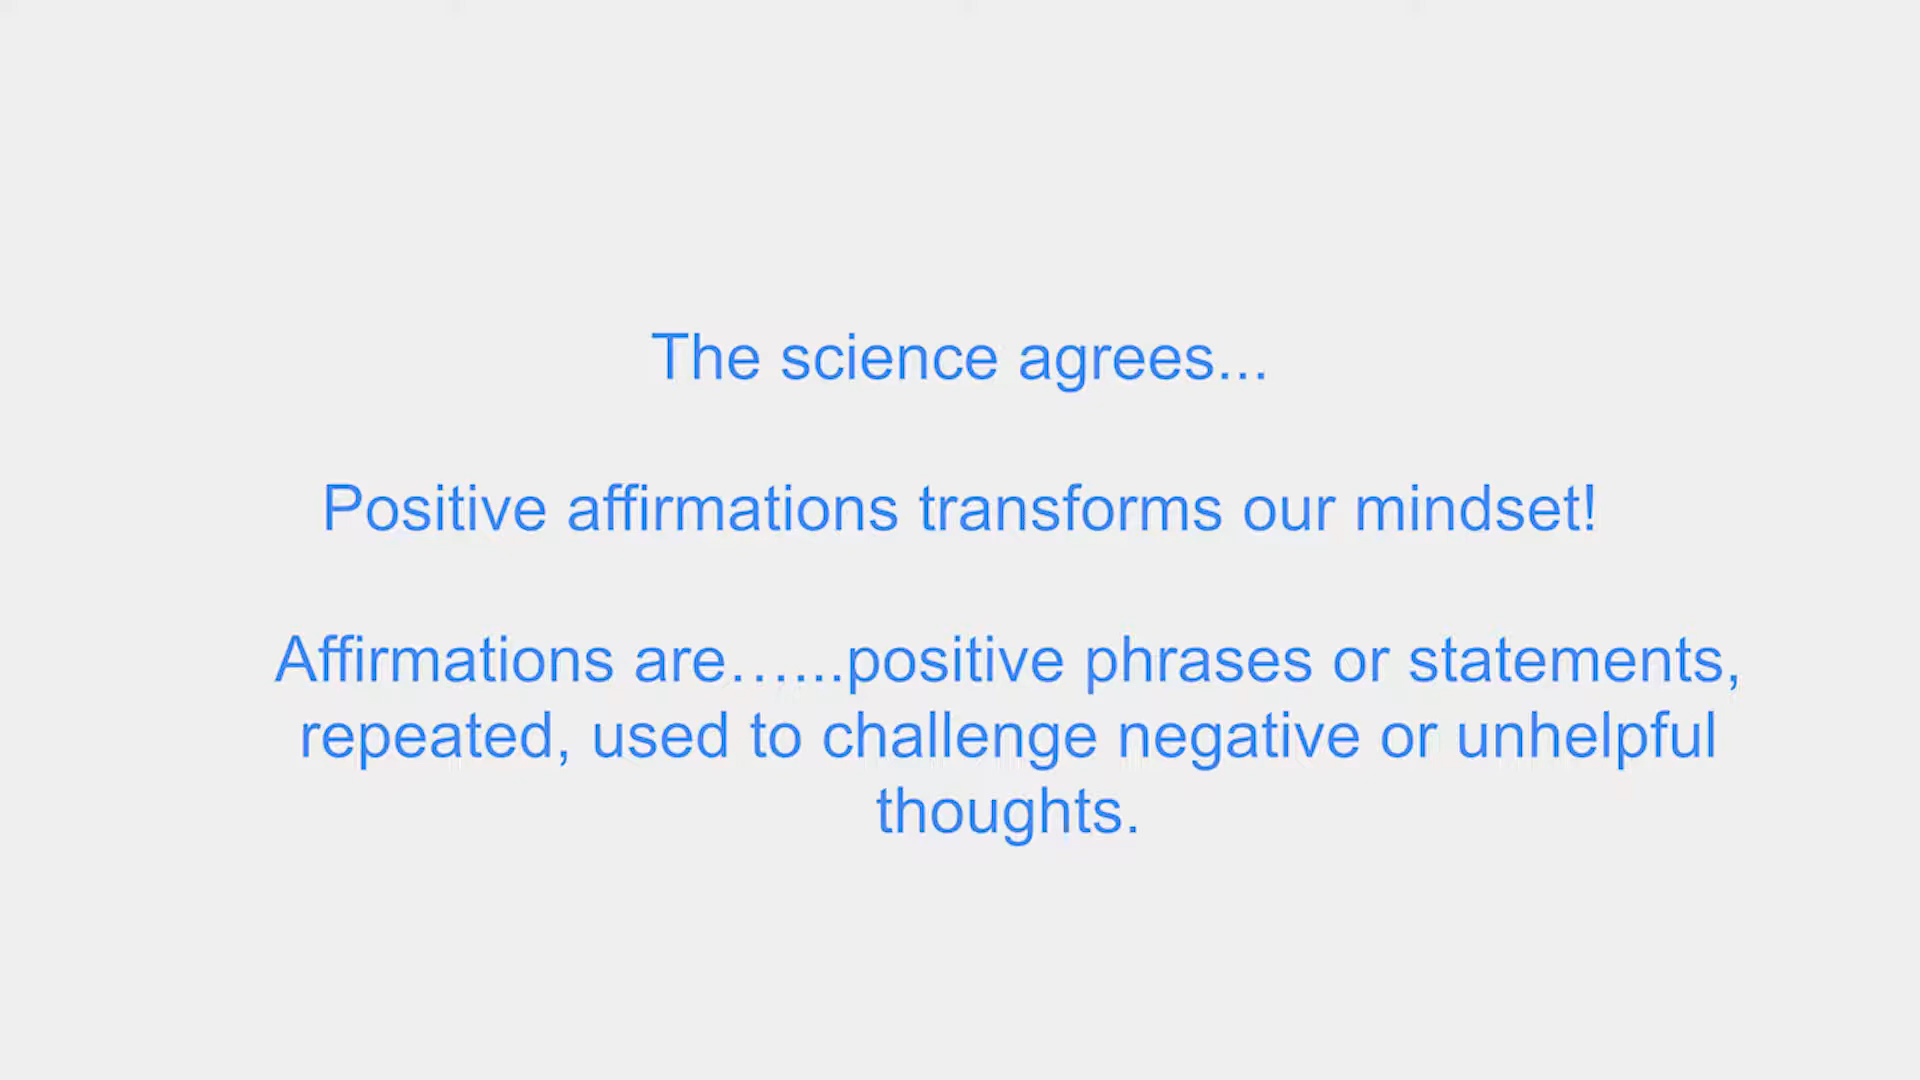 The science agrees...
Positive affirmations transforms our mindset!
Affirmations are…...positive phrases or statements,
repeated, used to challenge negative or unhelpful
thoughts.